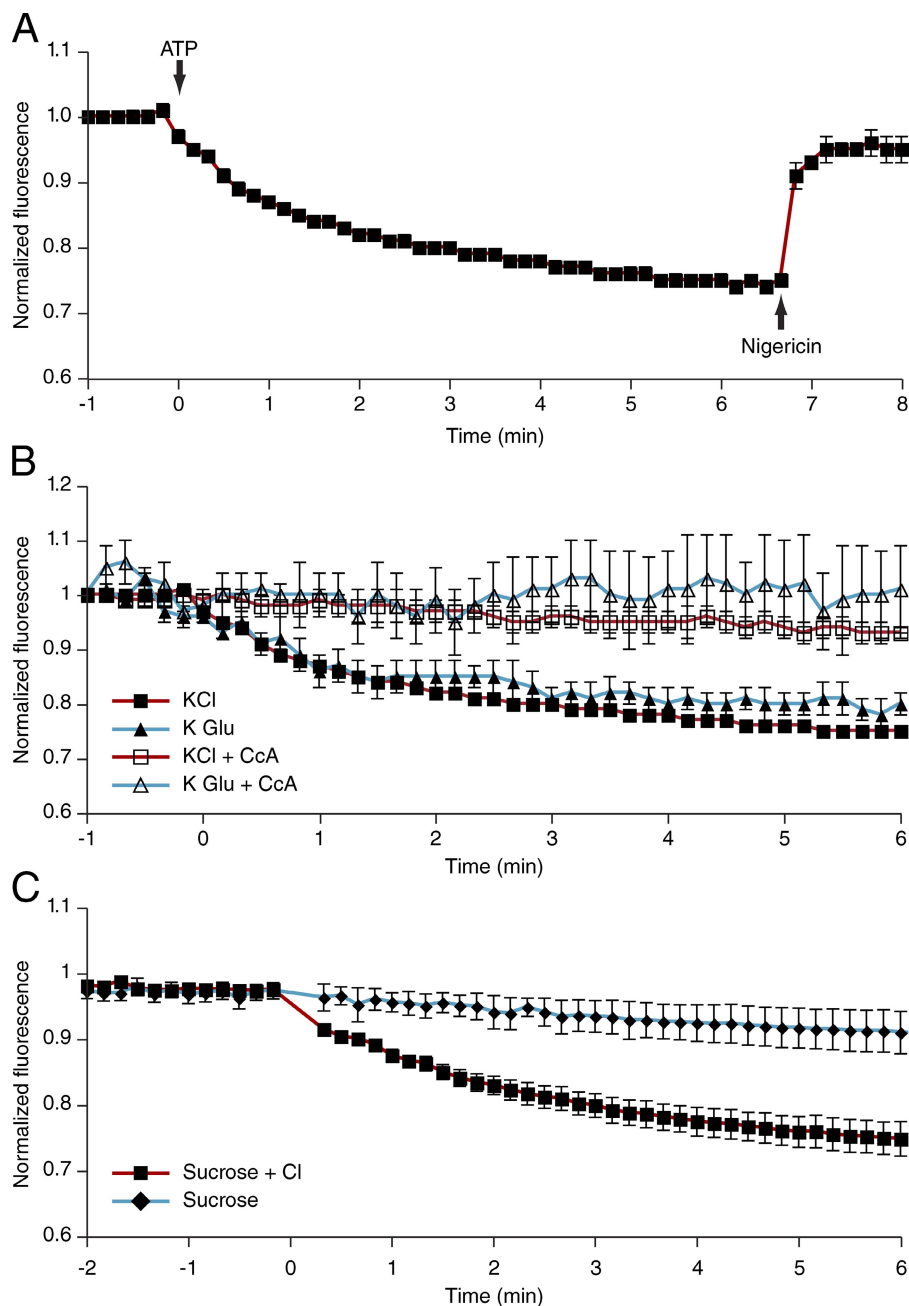 A
ATP
1.1
1.0
0.9
0.8
0.7
0.6
Normalized fluorescence
Nigericin
-1 0 1 2 3 4 5 6 7 8
Time (min)
B
1.2
1.1
1
0.9
0.8
0.7
0.6
Normalized fluorescence
KCl
K Glu
KCl + CcA
K Glu + CcA
-1 0 1 2 3 4 5 6
Time (min)
C
1.1
1
0.9
0.8
0.7
0.6
Normalized fluorescence
Sucrose + Cl
Sucrose
-2 -1 0 1 2 3 4 5 6
Time (min)